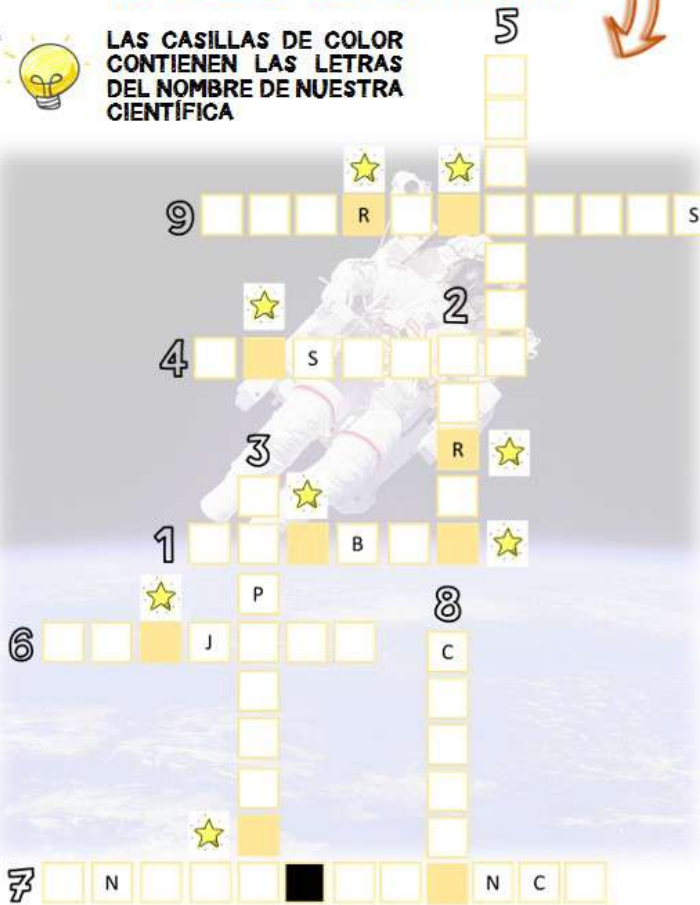 5
LAS CASILLAS DE COLOR
CONTIENEN LAS LETRAS
DEL NOMBRE DE NUESTRA
CIENTÍFICA
9 R S
2
4 S
R
3
1 B
P
8
6 J
C
7 N N C